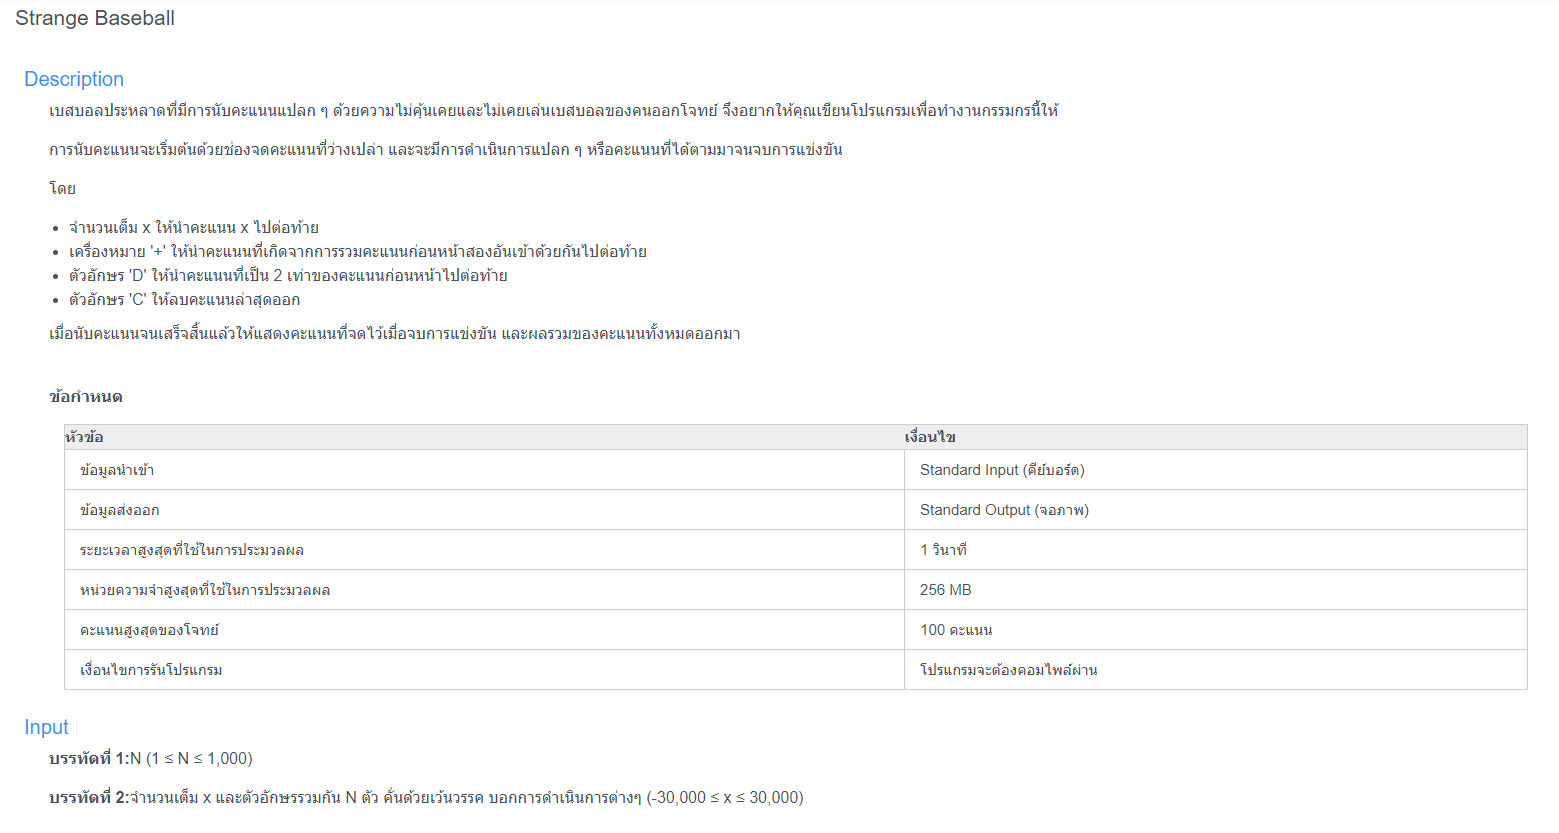 Strange Baseball
Description
เบสบอลประหลาดที่มีการนับคะแนนแปลก ๆ ด้วยความไม่คุ้นเคยและไม่เคยเล่นเบสบอลของคนออกโจทย์ จึงอยากให้คุณเขียนโปรแกรมเพื่อทำงานกรรมกรนี้ให้
การนับคะแนนจะเริ่มต้นด้วยช่องจดคะแนนที่ว่างเปล่า และจะมีการดำเนินการแปลก ๆ หรือคะแนนที่ได้ตามมาจนจบการแข่งขัน
โดย
• จำนวนเต็ม x ให้นำคะแนน x ไปต่อท้าย
• เครื่องหมาย '+' ให้นำคะแนนที่เกิดจากการรวมคะแนนก่อนหน้าสองอันเข้าด้วยกันไปต่อท้าย
• ตัวอักษร 'D' ให้นำคะแนนที่เป็น 2 เท่าของคะแนนก่อนหน้าไปต่อท้าย
• ตัวอักษร 'C' ให้ลบคะแนนล่าสุดออก
เมื่อนับคะแนนจนเสร็จสิ้นแล้วให้แสดงคะแนนที่จดไว้เมื่อจบการแข่งขัน และผลรวมของคะแนนทั้งหมดออกมา
ข้อกำหนด
หัวข้อ เงื่อนไข
ข้อมูลนำเข้า Standard Input (คีย์บอร์ด)
ข้อมูลส่งออก Standard Output (จอภาพ)
ระยะเวลาสูงสุดที่ใช้ในการประมวลผล 1 วินาที
หน่วยความจำสูงสุดที่ใช้ในการประมวลผล 256 MB
คะแนนสูงสุดของโจทย์ 100 คะแนน
เงื่อนไขการรันโปรแกรม โปรแกรมจะต้องคอมไพล์ผ่าน
Input
บรรทัดที่ 1:N (1 ≤ N ≤ 1,000)
บรรทัดที่ 2:จำนวนเต็ม x และตัวอักษรรวมกัน N ตัว คั่นด้วยเว้นวรรค บอกการดำเนินการต่างๆ (-30,000 ≤ x ≤ 30,000)